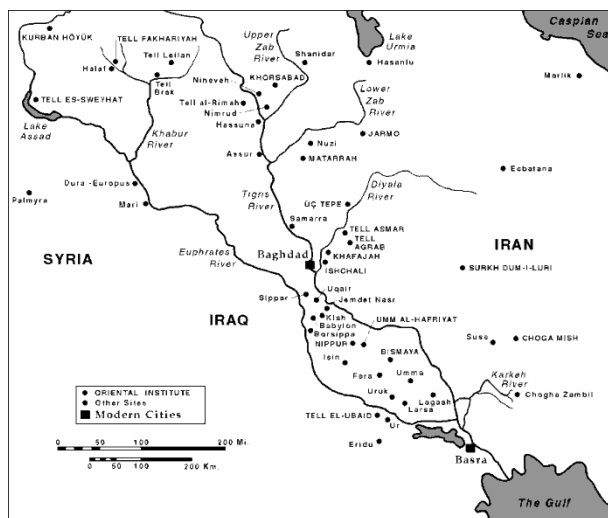 KURBAN HÖYÜK
TELL FAKHARIYAH
Tell Leilan
Halaf
Tell
Brak
TELL ES-SWEYHAT
Lake
Assad
Khabur
River
Upper
Zab
River
Shanidar
Lake
Urmia
Hasanlu
Caspian
Sea
Marlik
Nineveh
KHORSABAD
Tell al-Rimah
Nimrud
Hassuna
Lower
Zab
River
JARMO
Nuzi
MATARRAH
Assur
Ecbatana
Dura-Europus
Palmyra
Mari
Tigris
River
Diyala
River
ÜÇ TEPE
Samarra
TELL ASMAR
TELL
AGRAB
KHAFAJAH
ISHCHALI
Baghdad
Euphrates
River
SYRIA
IRAN
IRAQ
SURKH DUM-I-LURI
Sippar
Uqair
Jemdet Nasr
Kish
Babylon
Borsippa
UMM AL-HAFRIYAT
NIPPUR
BISMAYA
Isin
Fara
Umma
Susa
CHOGA MISH
Karkeh
River
Chogha Zambil
Uruk
Larsa
Lagash
TELL EL-UBAID
Ur
Eridu
Basra
The Gulf
ORIENTAL INSTITUTE
Other Sites
Modern Cities
0 50 100 200 Mi.
0 50 100 200 Km.